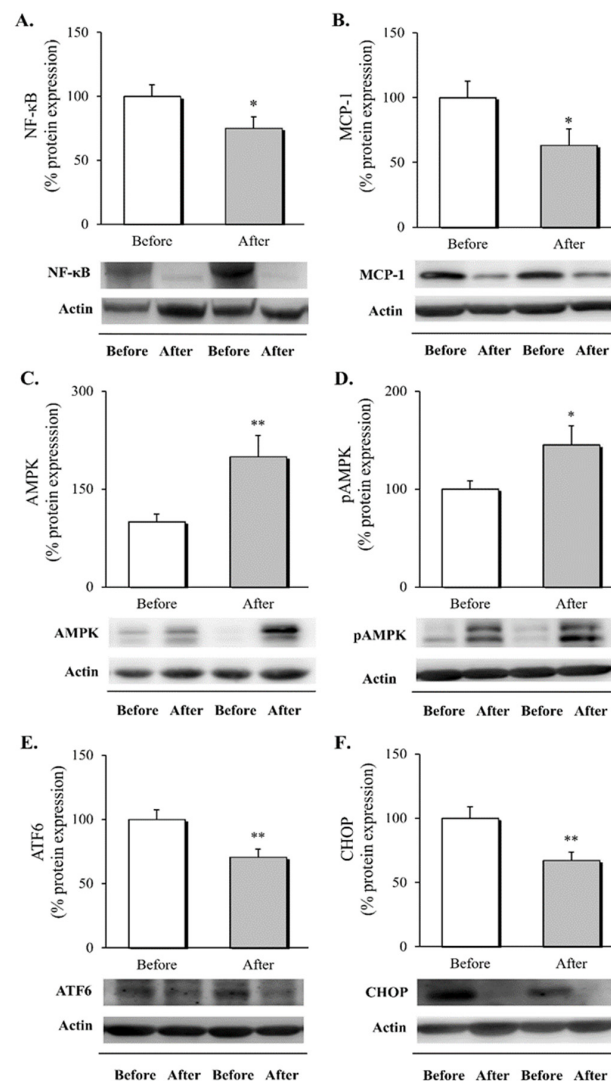 A.
NF-κB
(% protein expression)
150
100
50
0
*
Before After
NF-κB
Actin
Before After Before After
B.
MCP-1
(% protein expression)
150
100
50
0
*
Before After
MCP-1
Actin
Before After Before After
C.
AMPK
(% protein expresssion)
300
150
0
**
Before After
AMPK
Actin
Before After Before After
D.
pAMPK
(% protein expression)
200
100
0
*
Before After
pAMPK
Actin
Before After Before After
E.
ATF6
(% protein expression)
150
100
50
0
**
Before After
ATF6
Actin
Before After Before After
F.
CHOP
(% protein expression)
150
100
50
0
**
Before After
CHOP
Actin
Before After Before After